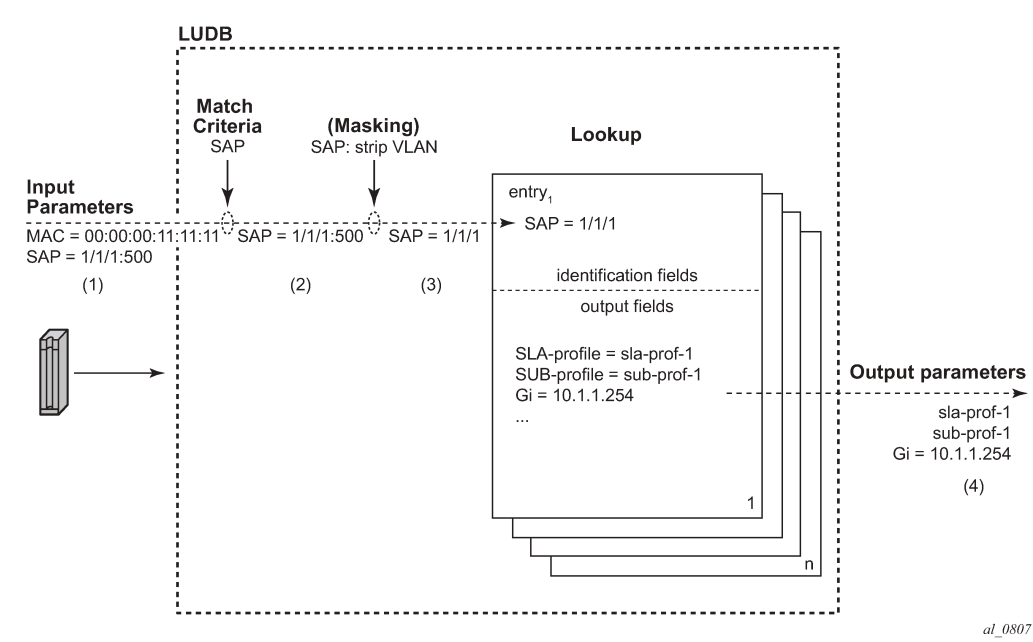 LUDB
Match
Criteria
SAP
(Masking)
SAP: strip VLAN
Lookup
Input
Parameters
MAC = 00:00:00:11:11:11
SAP = 1/1/1:500
(1)
SAP = 1/1/1:500
(2)
SAP = 1/1/1
(3)
entry1
SAP = 1/1/1
identification fields
output fields
SLA-profile = sla-prof-1
SUB-profile = sub-prof-1
Gi = 10.1.1.254
...
1
n
Output parameters
sla-prof-1
sub-prof-1
Gi = 10.1.1.254
(4)
al_0807